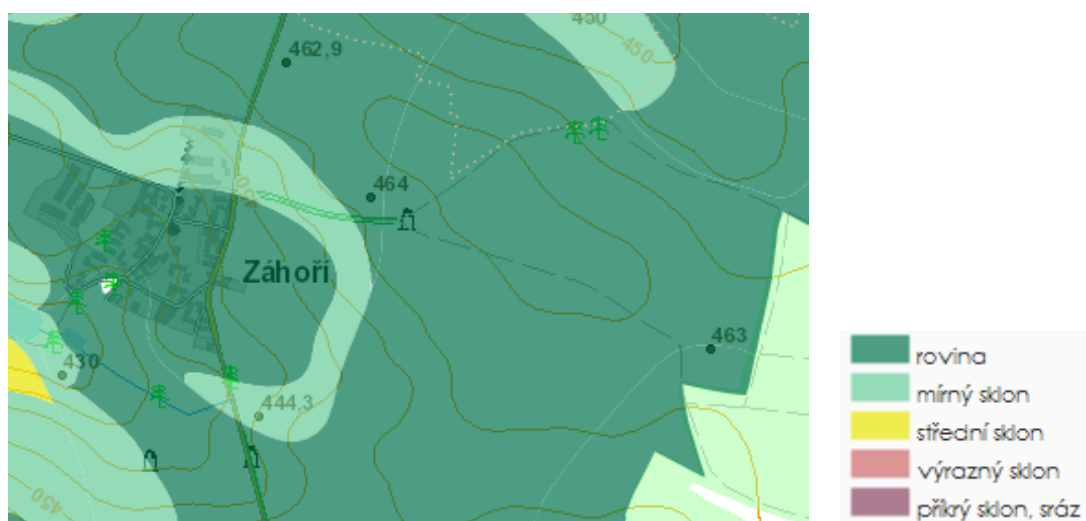 450
450
462,9
450
464
Záhoří
463
430
444,3
450
rovina
mírný sklon
střední sklon
výrazný sklon
příkrý sklon, sráz